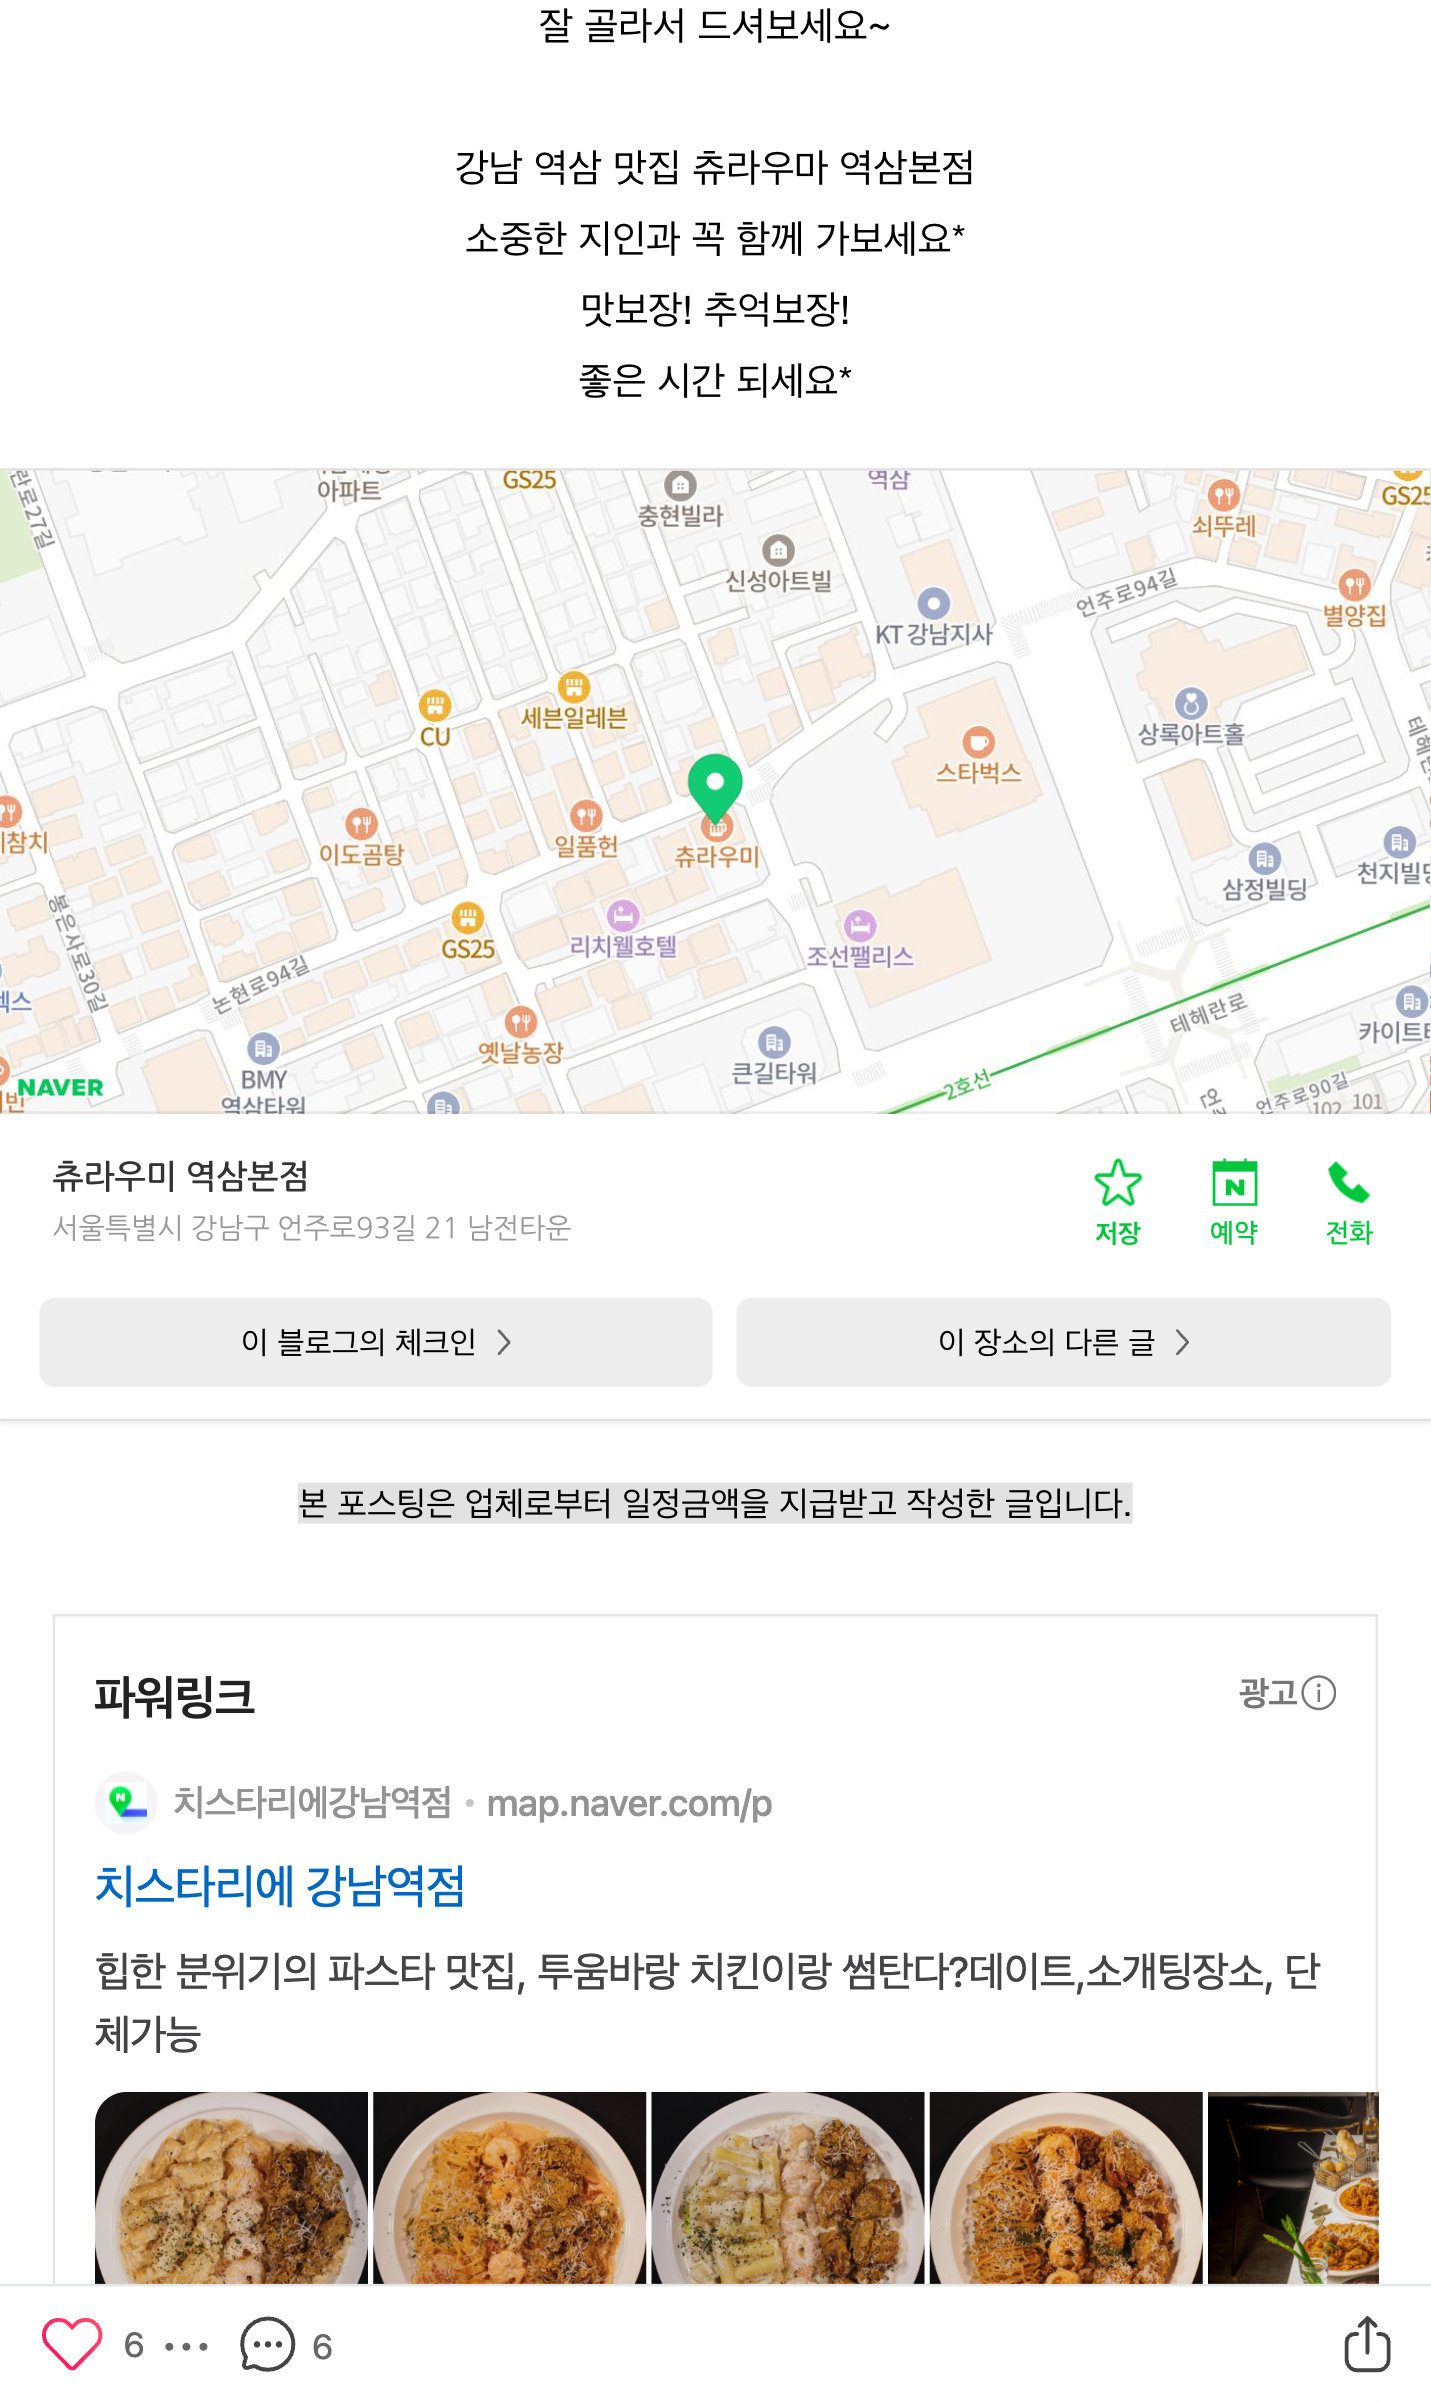 잘 골라서 드셔보세요~
강남 역삼 맛집 츄라우마 역삼본점
소중한 지인과 꼭 함께 가보세요*
맛보장! 추억보장!
좋은 시간 되세요*
아파트
GS25
충현빌라
역삼
쇠뚜레
GS25
신성아트빌
언주로94길
별양집
KT 강남지사
CU
세븐일레븐
상록아트홀
스타벅스
이도곰탕
일품헌
츄라우미
삼정빌딩
GS25
리치웰호텔
조선팰리스
봉은사로30길
논현로94길
테헤란로
옛날농장
큰길타워
BMY
역삼타워
2호선
언주로90길
102 101
NAVER
츄라우미 역삼본점
서울특별시 강남구 언주로93길 21 남전타운
저장 예약 전화
이 블로그의 체크인
이 장소의 다른 글
본 포스팅은 업체로부터 일정금액을 지급받고 작성한 글입니다.
파워링크
광고
치스타리에강남역점 • map.naver.com/p
치스타리에 강남역점
힙한 분위기의 파스타 맛집, 투움바랑 치킨이랑 썸탄다?데이트,소개팅장소, 단
체가능
6 ... 6